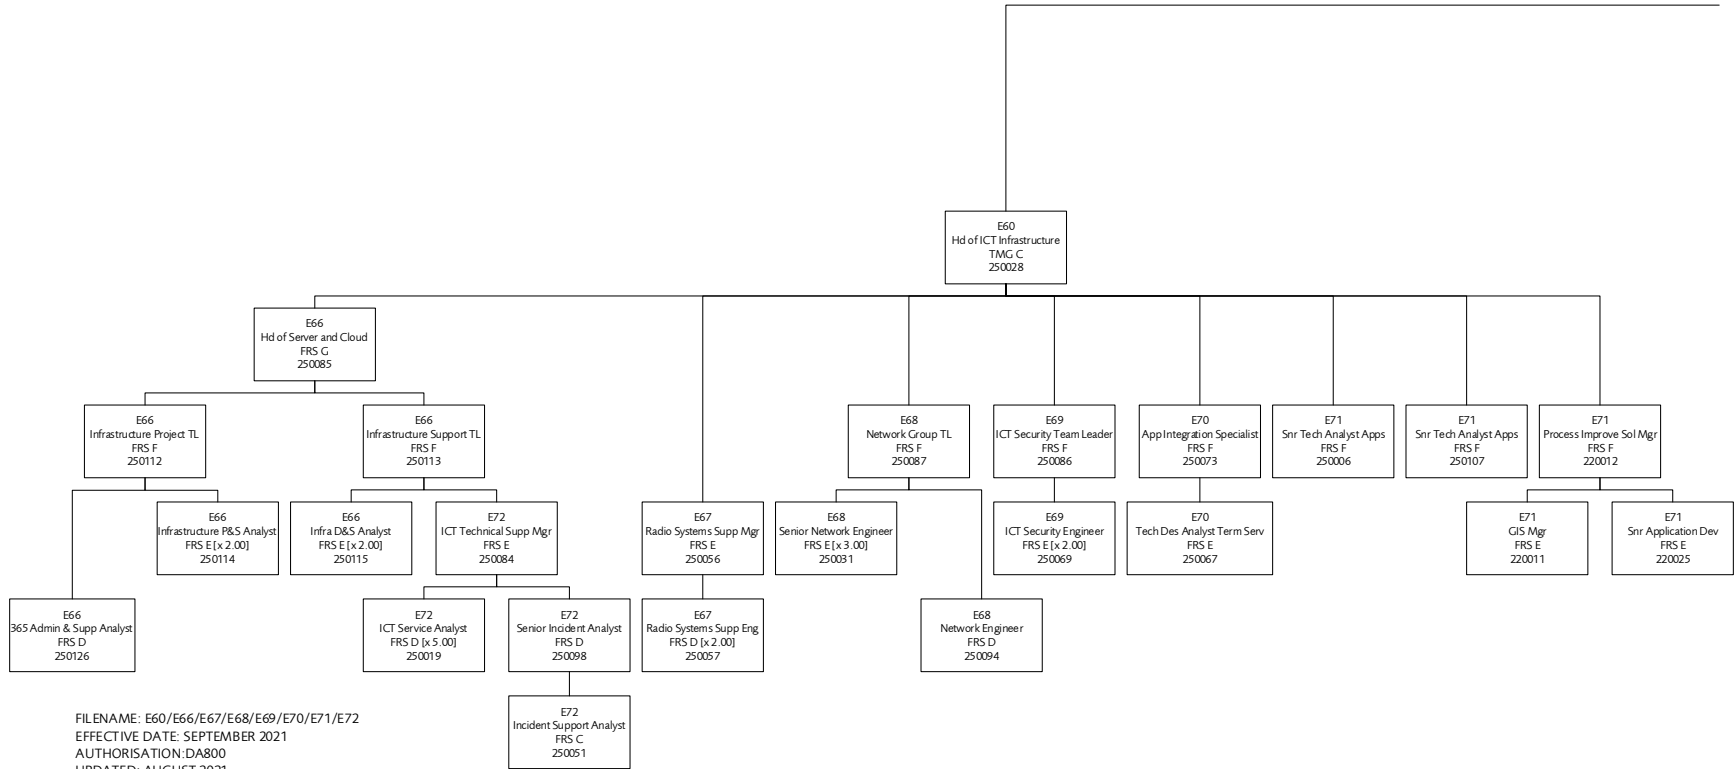 E60
Hd of ICT Infrastructure
TMG C
250028
E66
Hd of Server and Cloud
FRS G
250085
E66
Infrastructure Project TL
FRS F
250112
E66
Infrastructure Support TL
FRS F
250113
E68
Network Group TL
FRS F
250087
E69
ICT Security Team Leader
FRS F
250086
E70
App Integration Specialist
FRS F
250073
E71
Snr Tech Analyst Apps
FRS F
250006
E71
Snr Tech Analyst Apps
FRS F
250107
E71
Process Improve Sol Mgr
FRS F
220012
E66
Infrastructure P&S Analyst
FRS E [x 2.00]
250114
E66
Infra D&S Analyst
FRS E [x 2.00]
250115
E72
ICT Technical Supp Mgr
FRS E
250084
E67
Radio Systems Supp Mgr
FRS E
250056
E68
Senior Network Engineer
FRS E [x 3.00]
250031
E69
ICT Security Engineer
FRS E [x 2.00]
250069
E70
Tech Des Analyst Term Serv
FRS E
250067
E71
GIS Mgr
FRS E
220011
E71
Snr Application Dev
FRS E
220025
E66
365 Admin & Supp Analyst
FRS D
250126
E72
ICT Service Analyst
FRS D [x 5.00]
250019
E72
Senior Incident Analyst
FRS D
250098
E67
Radio Systems Supp Eng
FRS D [x 2.00]
250057
E68
Network Engineer
FRS D
250094
E72
Incident Support Analyst
FRS C
250051
FILENAME: E60/E66/E67/E68/E69/E70/E71/E72
EFFECTIVE DATE: SEPTEMBER 2021
AUTHORISATION:DA800
UPDATED: AUGUST 2021